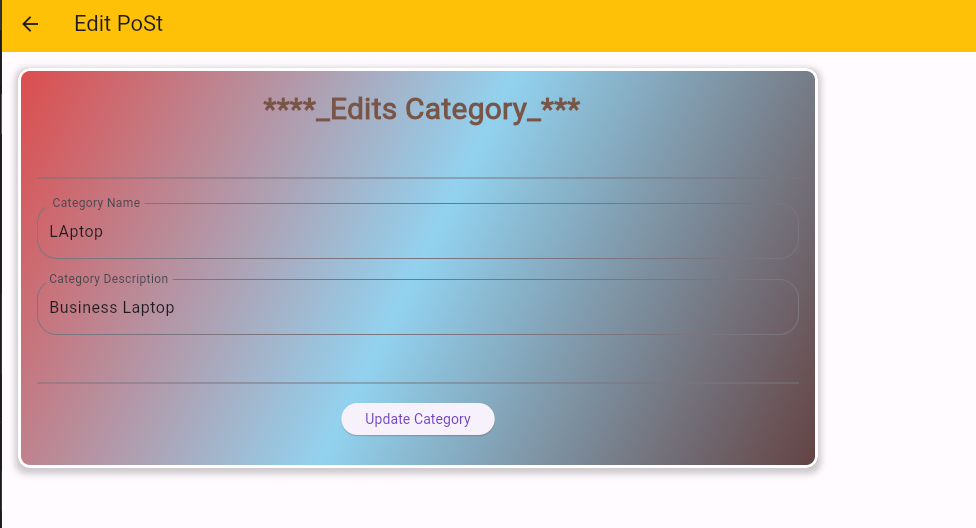 Edit PoSt
****_Edits Category_***
Category Name
LAptop
Category Description
Business Laptop
Update Category